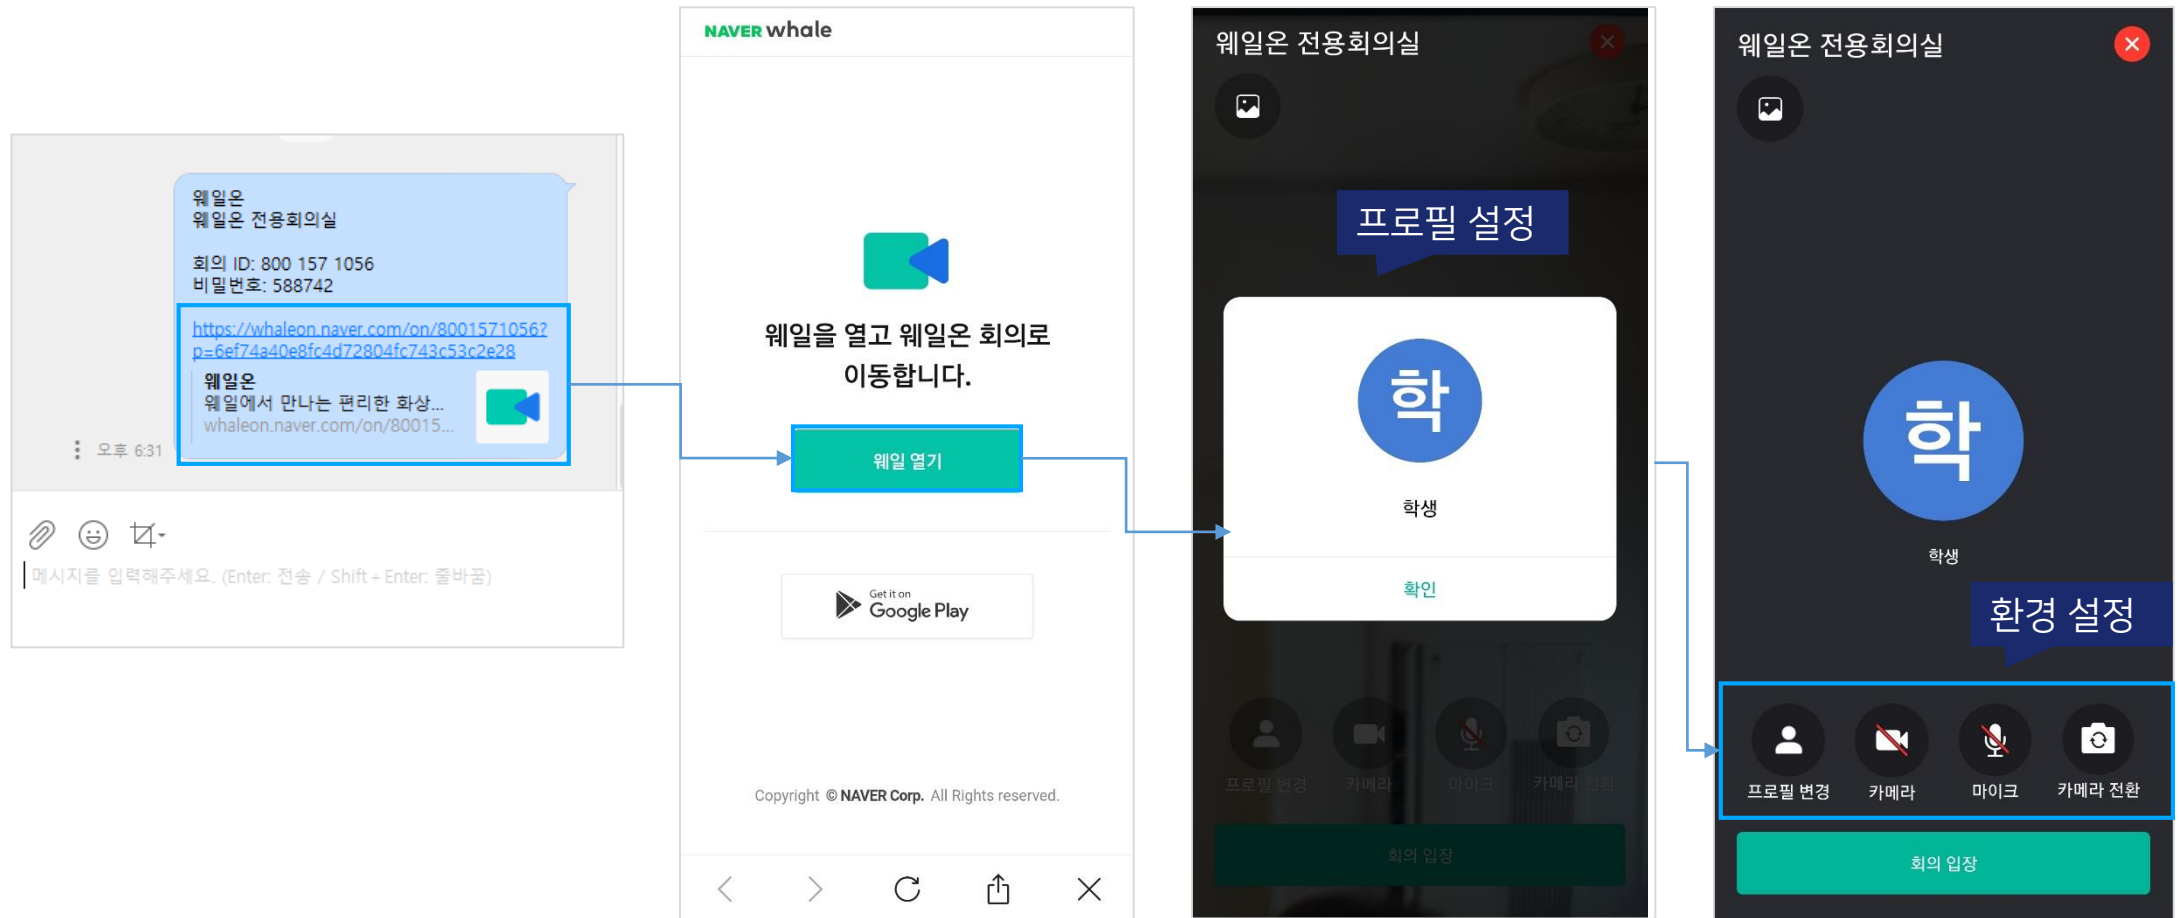 웨일온
웨일온 전용회의실
회의 ID: 800 157 1056
비밀번호: 588742
https://whaleon.naver.com/on/8001571056?
p=6ef74a40e8fc4d72804fc743c53c2e28
웨일온
웨일에서 만나는 편리한 화상...
whaleon.naver.com/on/80015...
오후 6:31
메시지를 입력해주세요. (Enter: 전송 / Shift + Enter: 줄바꿈)
NAVER whale
웨일을 열고 웨일온 회의로
이동합니다.
웨일 열기
Get it on
Google Play
Copyright © NAVER Corp. All Rights reserved.
웨일온 전용회의실
프로필 설정
학
학생
확인
프로필 변경
카메라
마이크
카메라 전환
회의 입장
웨일온 전용회의실
학
학생
환경 설정
프로필 변경
카메라
마이크
카메라 전환
회의 입장